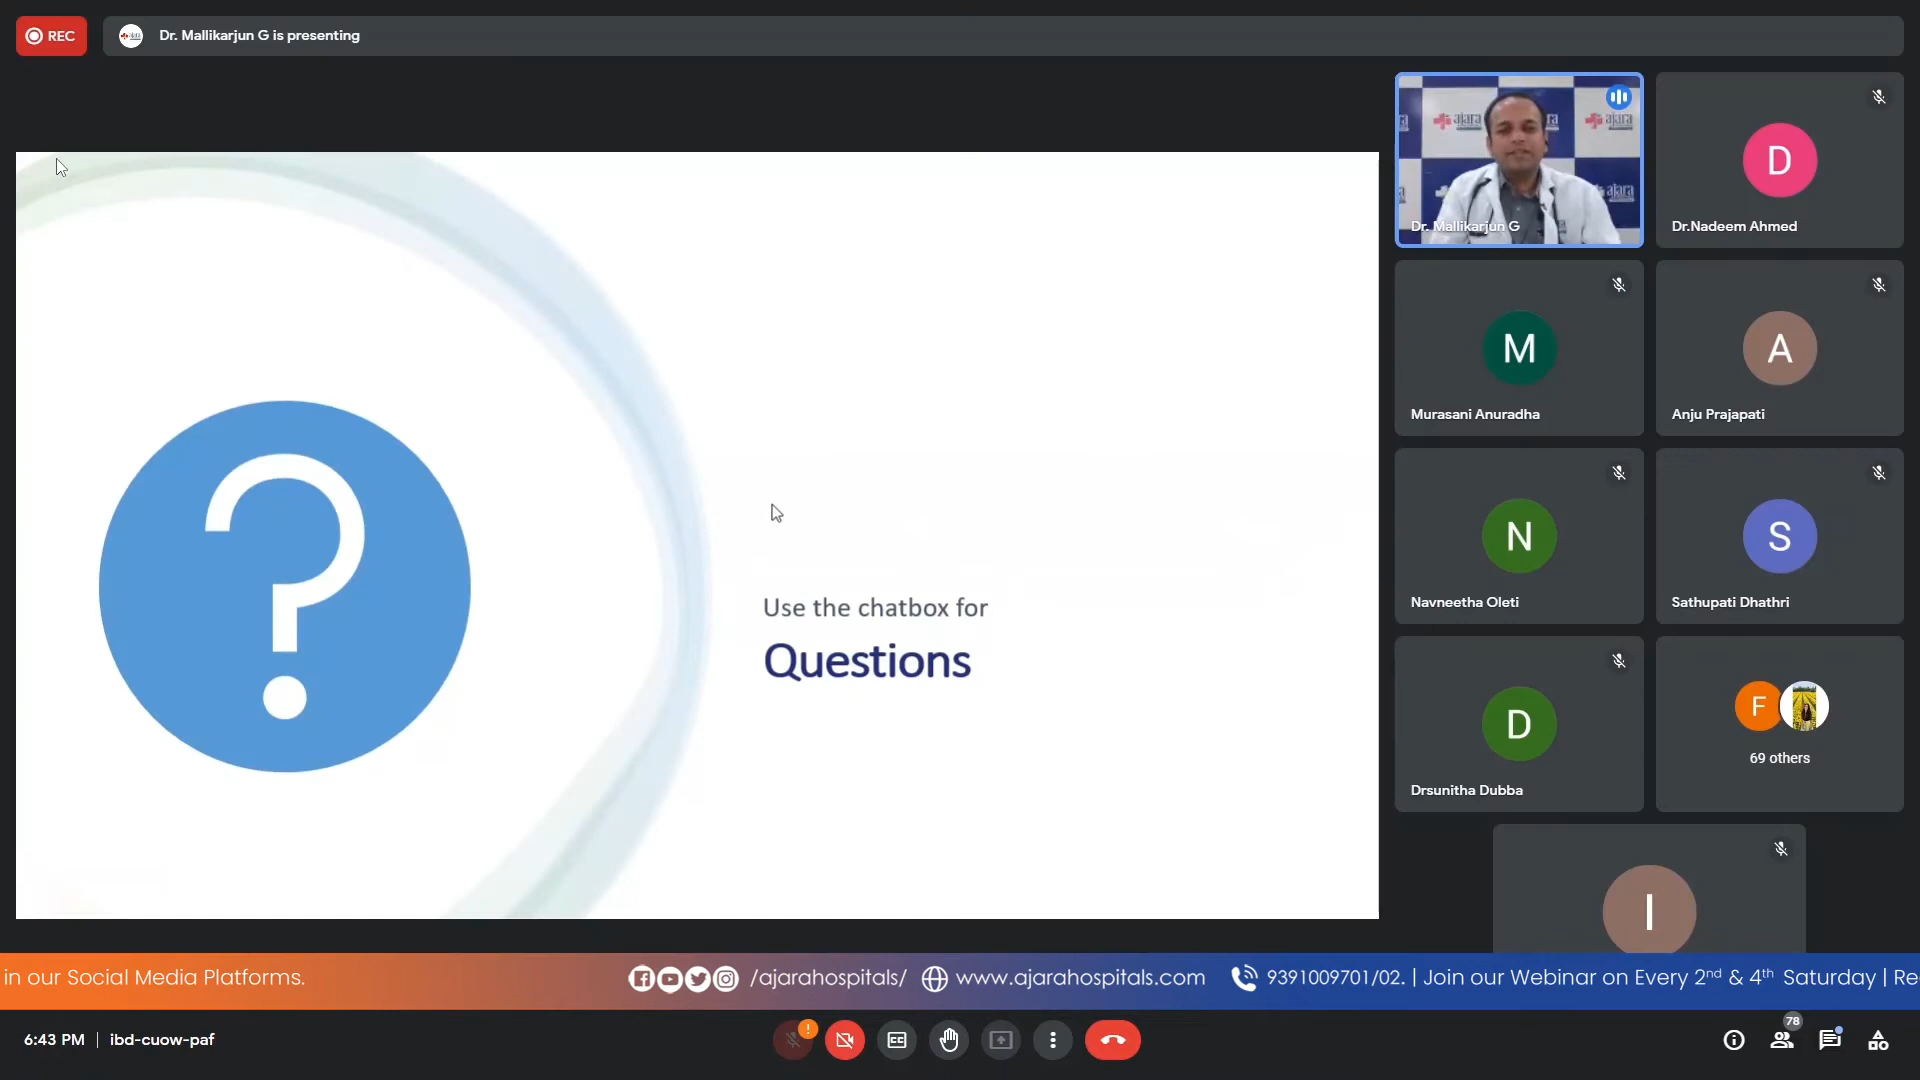 REC
Dr. Mallikarjun G is presenting
ajara
ajara
Dr. Mallikarjun G
D
Dr.Nadeem Ahmed
M
Murasani Anuradha
A
Anju Prajapati
Use the chatbox for
Questions
N
Navneetha Oleti
S
Sathupati Dhathri
D
Drsunitha Dubba
F
69 others
I
in our Social Media Platforms.
/ajarahospitals/
www.ajarahospitals.com
9391009701/02. | Join our Webinar on Every 2nd & 4th Saturday | Re
6:43 PM | ibd-cuow-paf
78